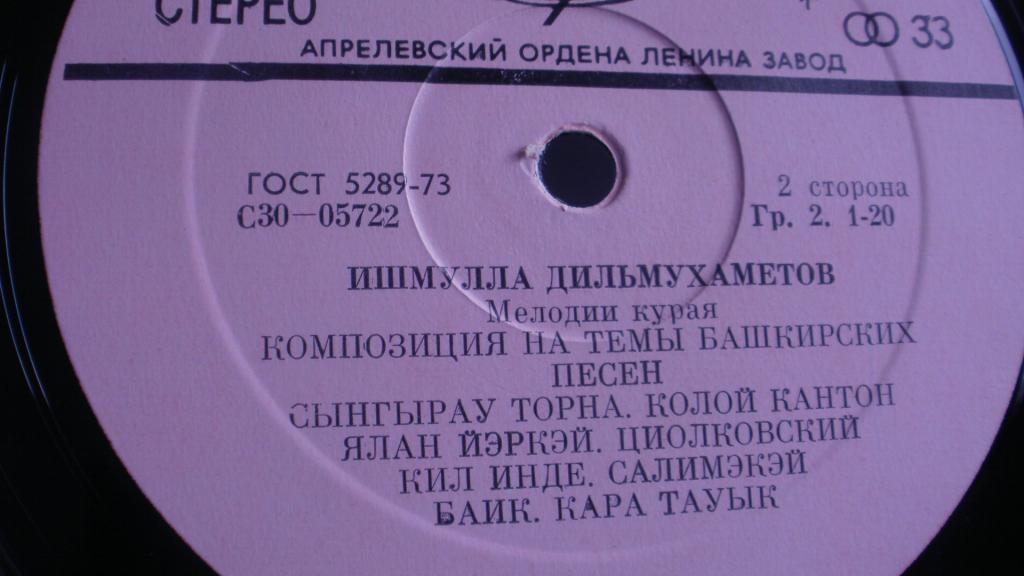 СТЕРЕО
33
АПРЕЛЕВСКИЙ ОРДЕНА ЛЕНИНА ЗАВОД
ГОСТ 5289-73
2 сторона
С30—05722
Гр. 2. 1-20
ИШМУЛЛА ДИЛЬМУХАМЕТОВ
Мелодии курая
КОМПОЗИЦИЯ НА ТЕМЫ БАШКИРСКИХ
ПЕСЕН
СЫНГЫРАУ ТОРНА. КОЛОЙ КАНТОН
ЯЛАН ЙЭРКЭЙ. ЦИОЛКОВСКИЙ
КИЛ ИНДЕ. САЛИМЭКЭЙ
БАИК. КАРА ТАУЫК